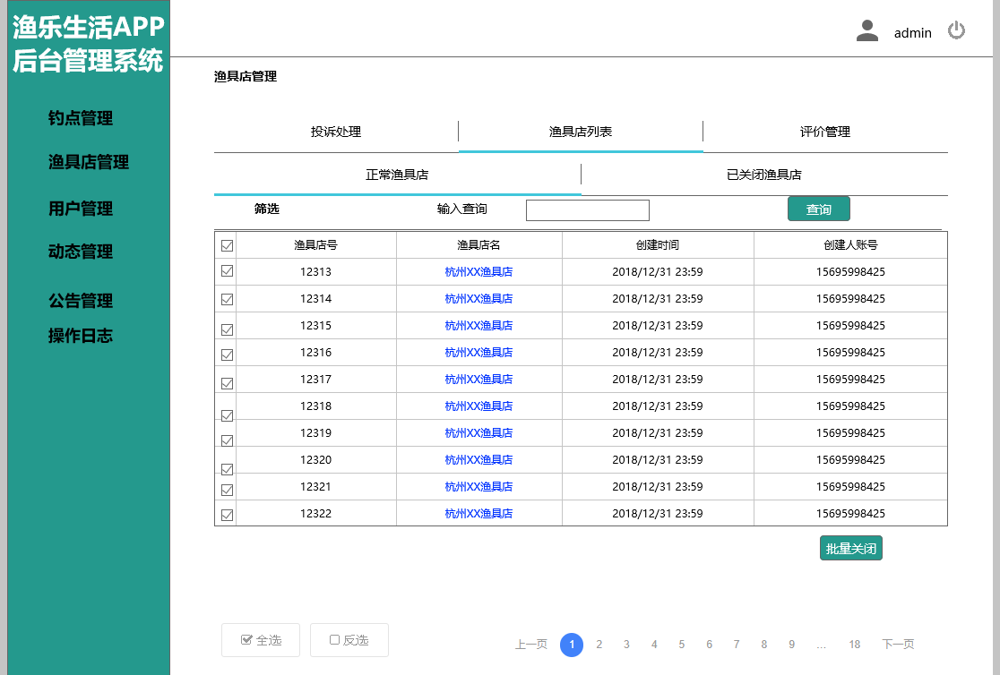 渔乐生活APP
后台管理系统
admin
钓点管理
渔具店管理
用户管理
动态管理
公告管理
操作日志
渔具店管理
投诉处理 渔具店列表 评价管理
正常渔具店 已关闭渔具店
筛选 输入查询 查询
渔具店号 渔具店名 创建时间 创建人账号
12313 杭州XX渔具店 2018/12/31 23:59 15695998425
12314 杭州XX渔具店 2018/12/31 23:59 15695998425
12315 杭州XX渔具店 2018/12/31 23:59 15695998425
12316 杭州XX渔具店 2018/12/31 23:59 15695998425
12317 杭州XX渔具店 2018/12/31 23:59 15695998425
12318 杭州XX渔具店 2018/12/31 23:59 15695998425
12319 杭州XX渔具店 2018/12/31 23:59 15695998425
12320 杭州XX渔具店 2018/12/31 23:59 15695998425
12321 杭州XX渔具店 2018/12/31 23:59 15695998425
12322 杭州XX渔具店 2018/12/31 23:59 15695998425
批量关闭
全选 反选 上一页 1 2 3 4 5 6 7 8 9 ... 18 下一页